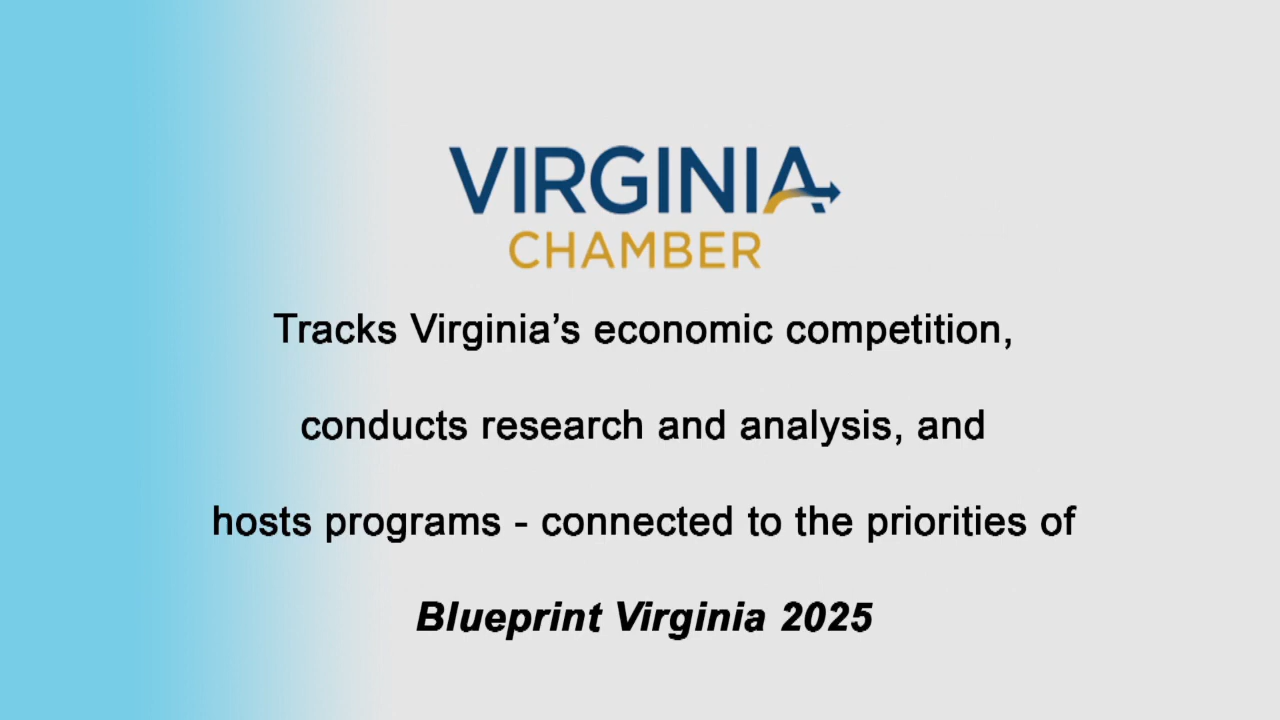 VIRGINIA
CHAMBER
Tracks Virginia’s economic competition,
conducts research and analysis, and
hosts programs - connected to the priorities of
Blueprint Virginia 2025